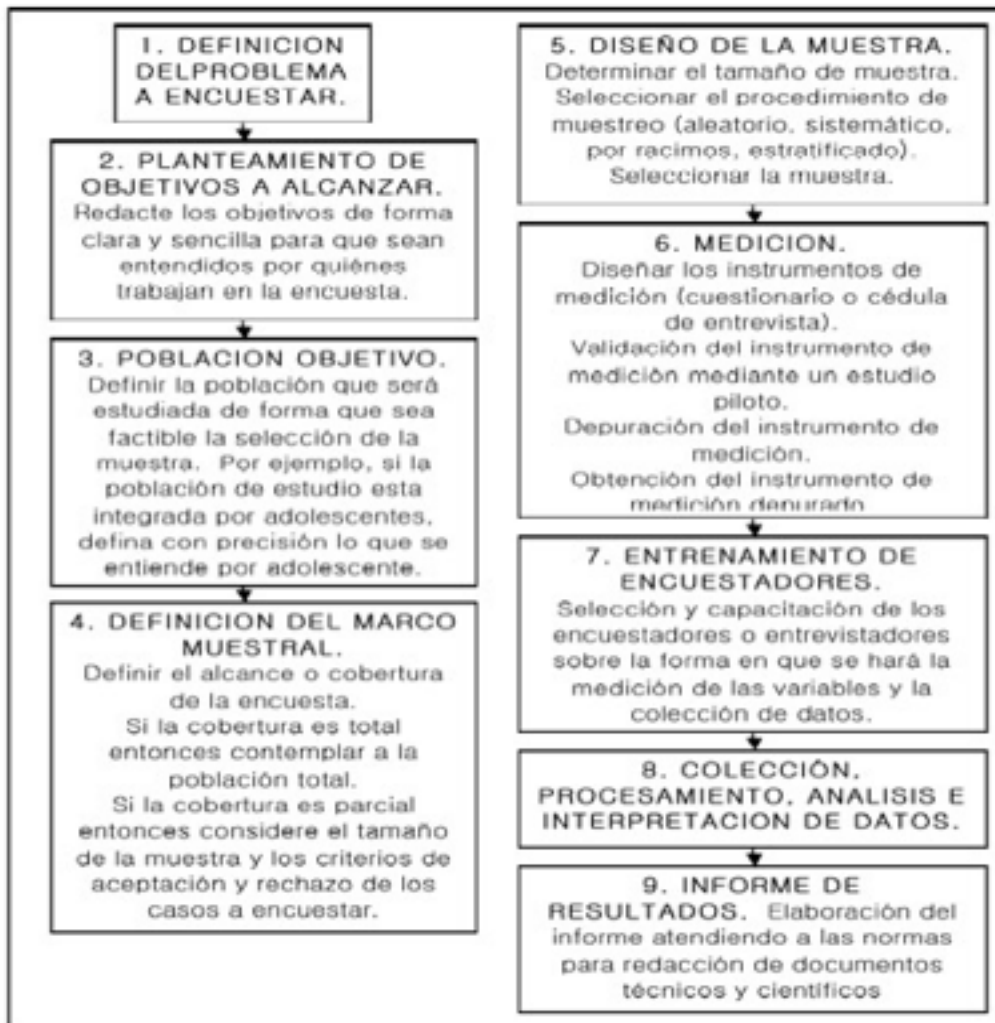 1. DEFINICION
DELPROBLEMA
A ENCUESTAR.
2. PLANTEAMIENTO DE
OBJETIVOS A ALCANZAR.
Redacte los objetivos de forma
clara y sencilla para que sean
entendidos por quiénes
trabajan en la encuesta.
3. POBLACION OBJETIVO.
Definir la población que será
estudiada de forma que sea
factible la selección de la
muestra. Por ejemplo, si la
población de estudio esta
integrada por adolescentes,
defina con precisión lo que se
entiende por adolescente.
4. DEFINICION DEL MARCO
MUESTRAL.
Definir el alcance o cobertura
de la encuesta.
Si la cobertura es total
entonces contemplar a la
población total.
Si la cobertura es parcial
entonces considere el tamaño
de la muestra y los criterios de
aceptación y rechazo de los
casos a encuestar.
5. DISEÑO DE LA MUESTRA.
Determinar el tamaño de muestra.
Seleccionar el procedimiento de
muestreo (aleatorio, sistemático,
por racimos, estratificado).
Seleccionar la muestra.
6. MEDICION.
Diseñar los instrumentos de
medición (cuestionario o cédula
de entrevista).
Validación del instrumento de
medición mediante un estudio
piloto.
Depuración del instrumento de
medición.
Obtención del instrumento de
medición depurado
7. ENTRENAMIENTO DE
ENCUESTADORES.
Selección y capacitación de los
encuestadores o entrevistadores
sobre la forma en que se hará la
medición de las variables y la
colección de datos.
8. COLECCIÓN,
PROCESAMIENTO, ANALISIS E
INTERPRETACION DE DATOS.
9. INFORME DE
RESULTADOS. Elaboración del
informe atendiendo a las normas
para redacción de documentos
técnicos y científicos